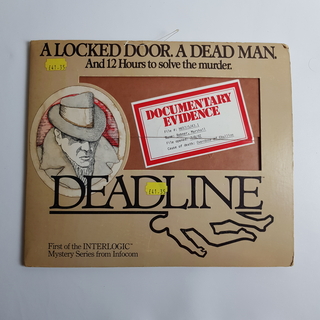 A LOCKED DOOR. A DEAD MAN.
And 12 Hours to solve the murder.
DOCUMENTARY
EVIDENCE
DEADLINE
First of the INTERLOGIC™
Mystery Series from Infocom